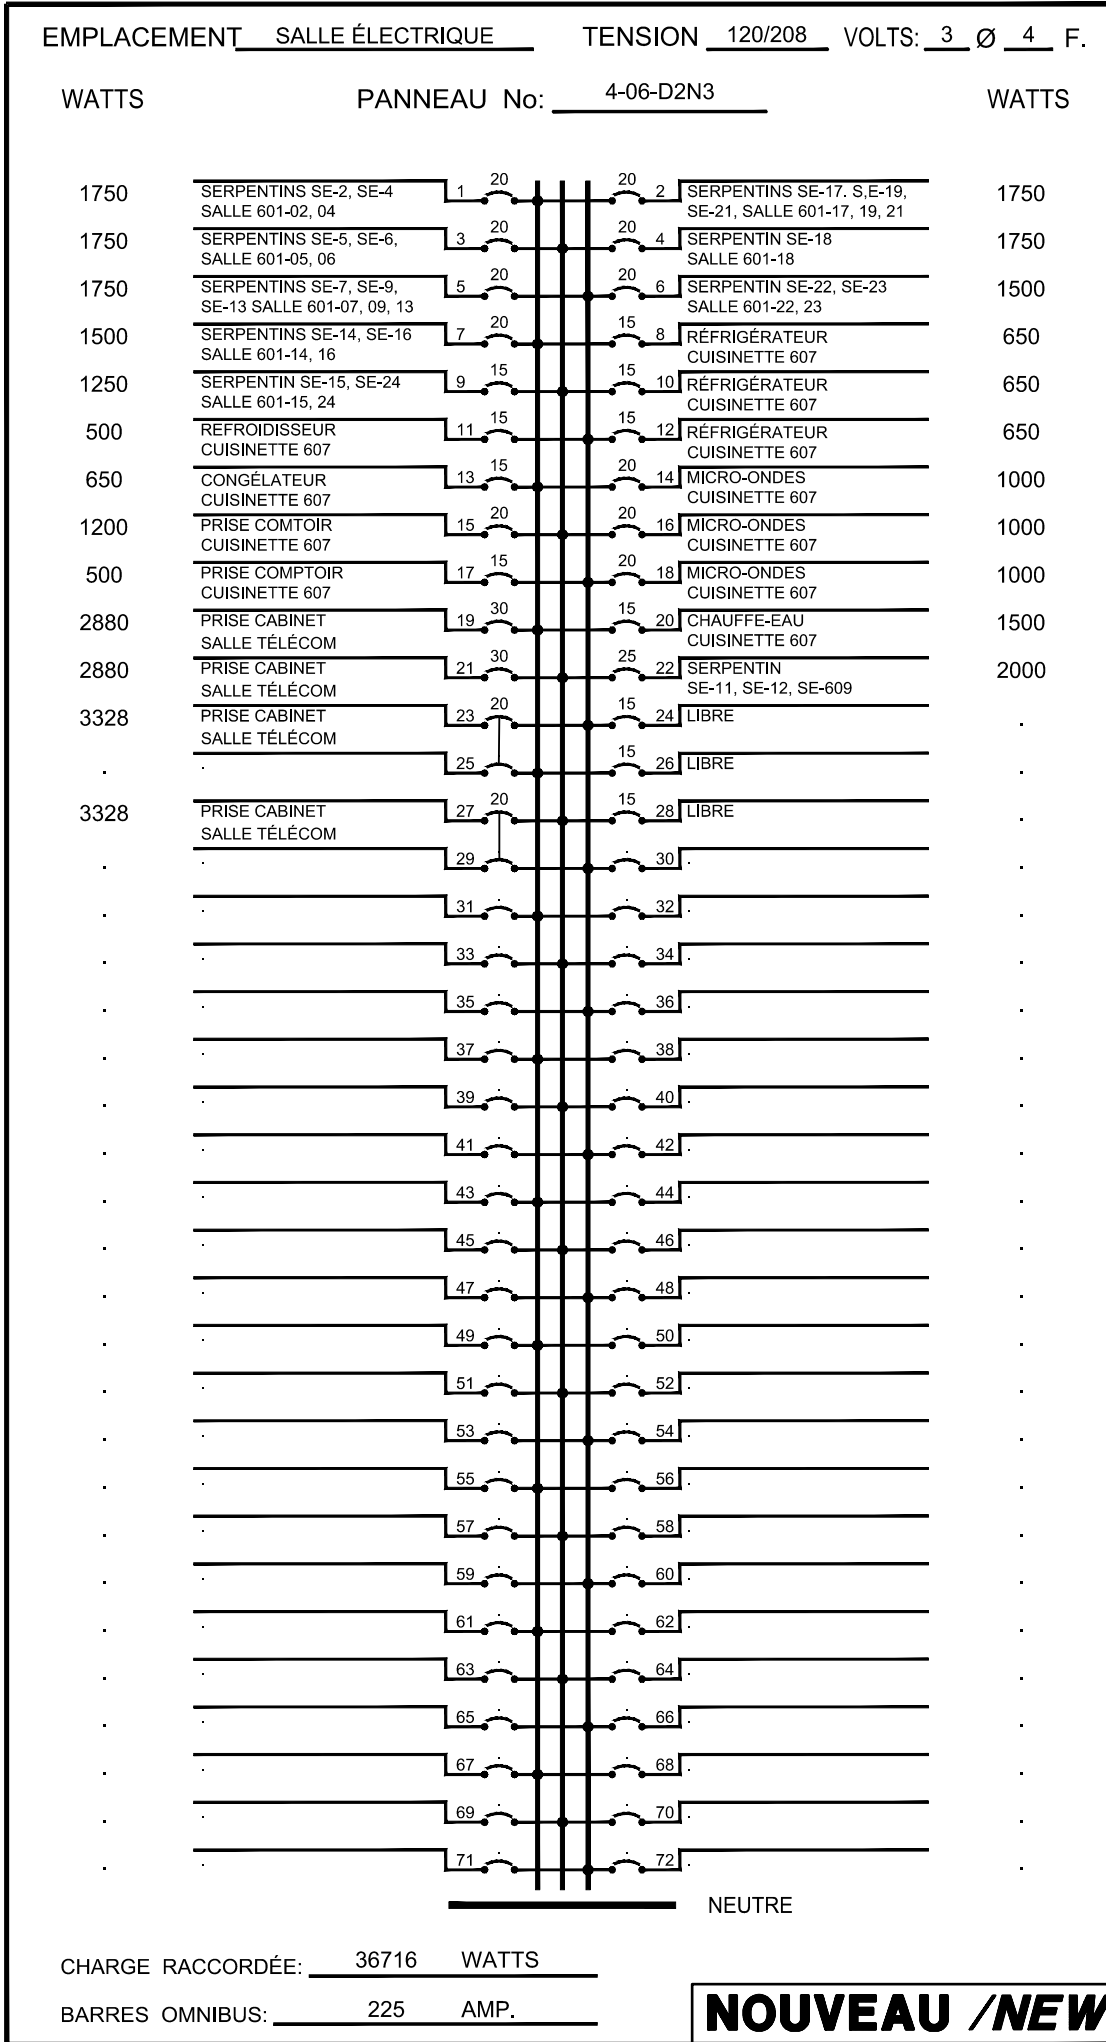 EMPLACEMENT SALLE ÉLECTRIQUE TENSION 120/208 VOLTS: 3 Ø 4 F.
WATTS PANNEAU No: 4-06-D2N3 WATTS
1750 SERPENTINS SE-2, SE-4 1 20 20 2 SERPENTINS SE-17. S,E-19, 1750
SALLE 601-02, 04 SE-21, SALLE 601-17, 19, 21
1750 SERPENTINS SE-5, SE-6, 3 20 20 4 SERPENTIN SE-18 1750
SALLE 601-05, 06 SALLE 601-18
1750 SERPENTINS SE-7, SE-9, 5 20 20 6 SERPENTIN SE-22, SE-23 1500
SE-13 SALLE 601-07, 09, 13 SALLE 601-22, 23
1500 SERPENTINS SE-14, SE-16 7 20 15 8 RÉFRIGÉRATEUR 650
SALLE 601-14, 16 CUISINETTE 607
1250 SERPENTIN SE-15, SE-24 9 15 15 10 RÉFRIGÉRATEUR 650
SALLE 601-15, 24 CUISINETTE 607
500 REFROIDISSEUR 11 15 15 12 RÉFRIGÉRATEUR 650
CUISINETTE 607 CUISINETTE 607
650 CONGÉLATEUR 13 15 20 14 MICRO-ONDES 1000
CUISINETTE 607 CUISINETTE 607
1200 PRISE COMTOIR 15 20 20 16 MICRO-ONDES 1000
CUISINETTE 607 CUISINETTE 607
500 PRISE COMPTOIR 17 15 20 18 MICRO-ONDES 1000
CUISINETTE 607 CUISINETTE 607
2880 PRISE CABINET 19 30 15 20 CHAUFFE-EAU 1500
SALLE TÉLÉCOM CUISINETTE 607
2880 PRISE CABINET 21 30 25 22 SERPENTIN 2000
SALLE TÉLÉCOM SE-11, SE-12, SE-609
3328 PRISE CABINET 23 20 15 24 LIBRE .
SALLE TÉLÉCOM
. . 25 15 26 LIBRE .
3328 PRISE CABINET 27 20 15 28 LIBRE .
SALLE TÉLÉCOM
. . 29 . 30 . .
. . 31 . . 32 . .
. . 33 . . 34 . .
. . 35 . . 36 . .
. . 37 . . 38 . .
. . 39 . . 40 . .
. . 41 . . 42 . .
. . 43 . . 44 . .
. . 45 . . 46 . .
. . 47 . . 48 . .
. . 49 . . 50 . .
. . 51 . . 52 . .
. . 53 . . 54 . .
. . 55 . . 56 . .
. . 57 . . 58 . .
. . 59 . . 60 . .
. . 61 . . 62 . .
. . 63 . . 64 . .
. . 65 . . 66 . .
. . 67 . . 68 . .
. . 69 . . 70 . .
. . 71 . . 72 . .
NEUTRE
CHARGE RACCORDÉE: 36716 WATTS
BARRES OMNIBUS: 225 AMP.
NOUVEAU /NEW